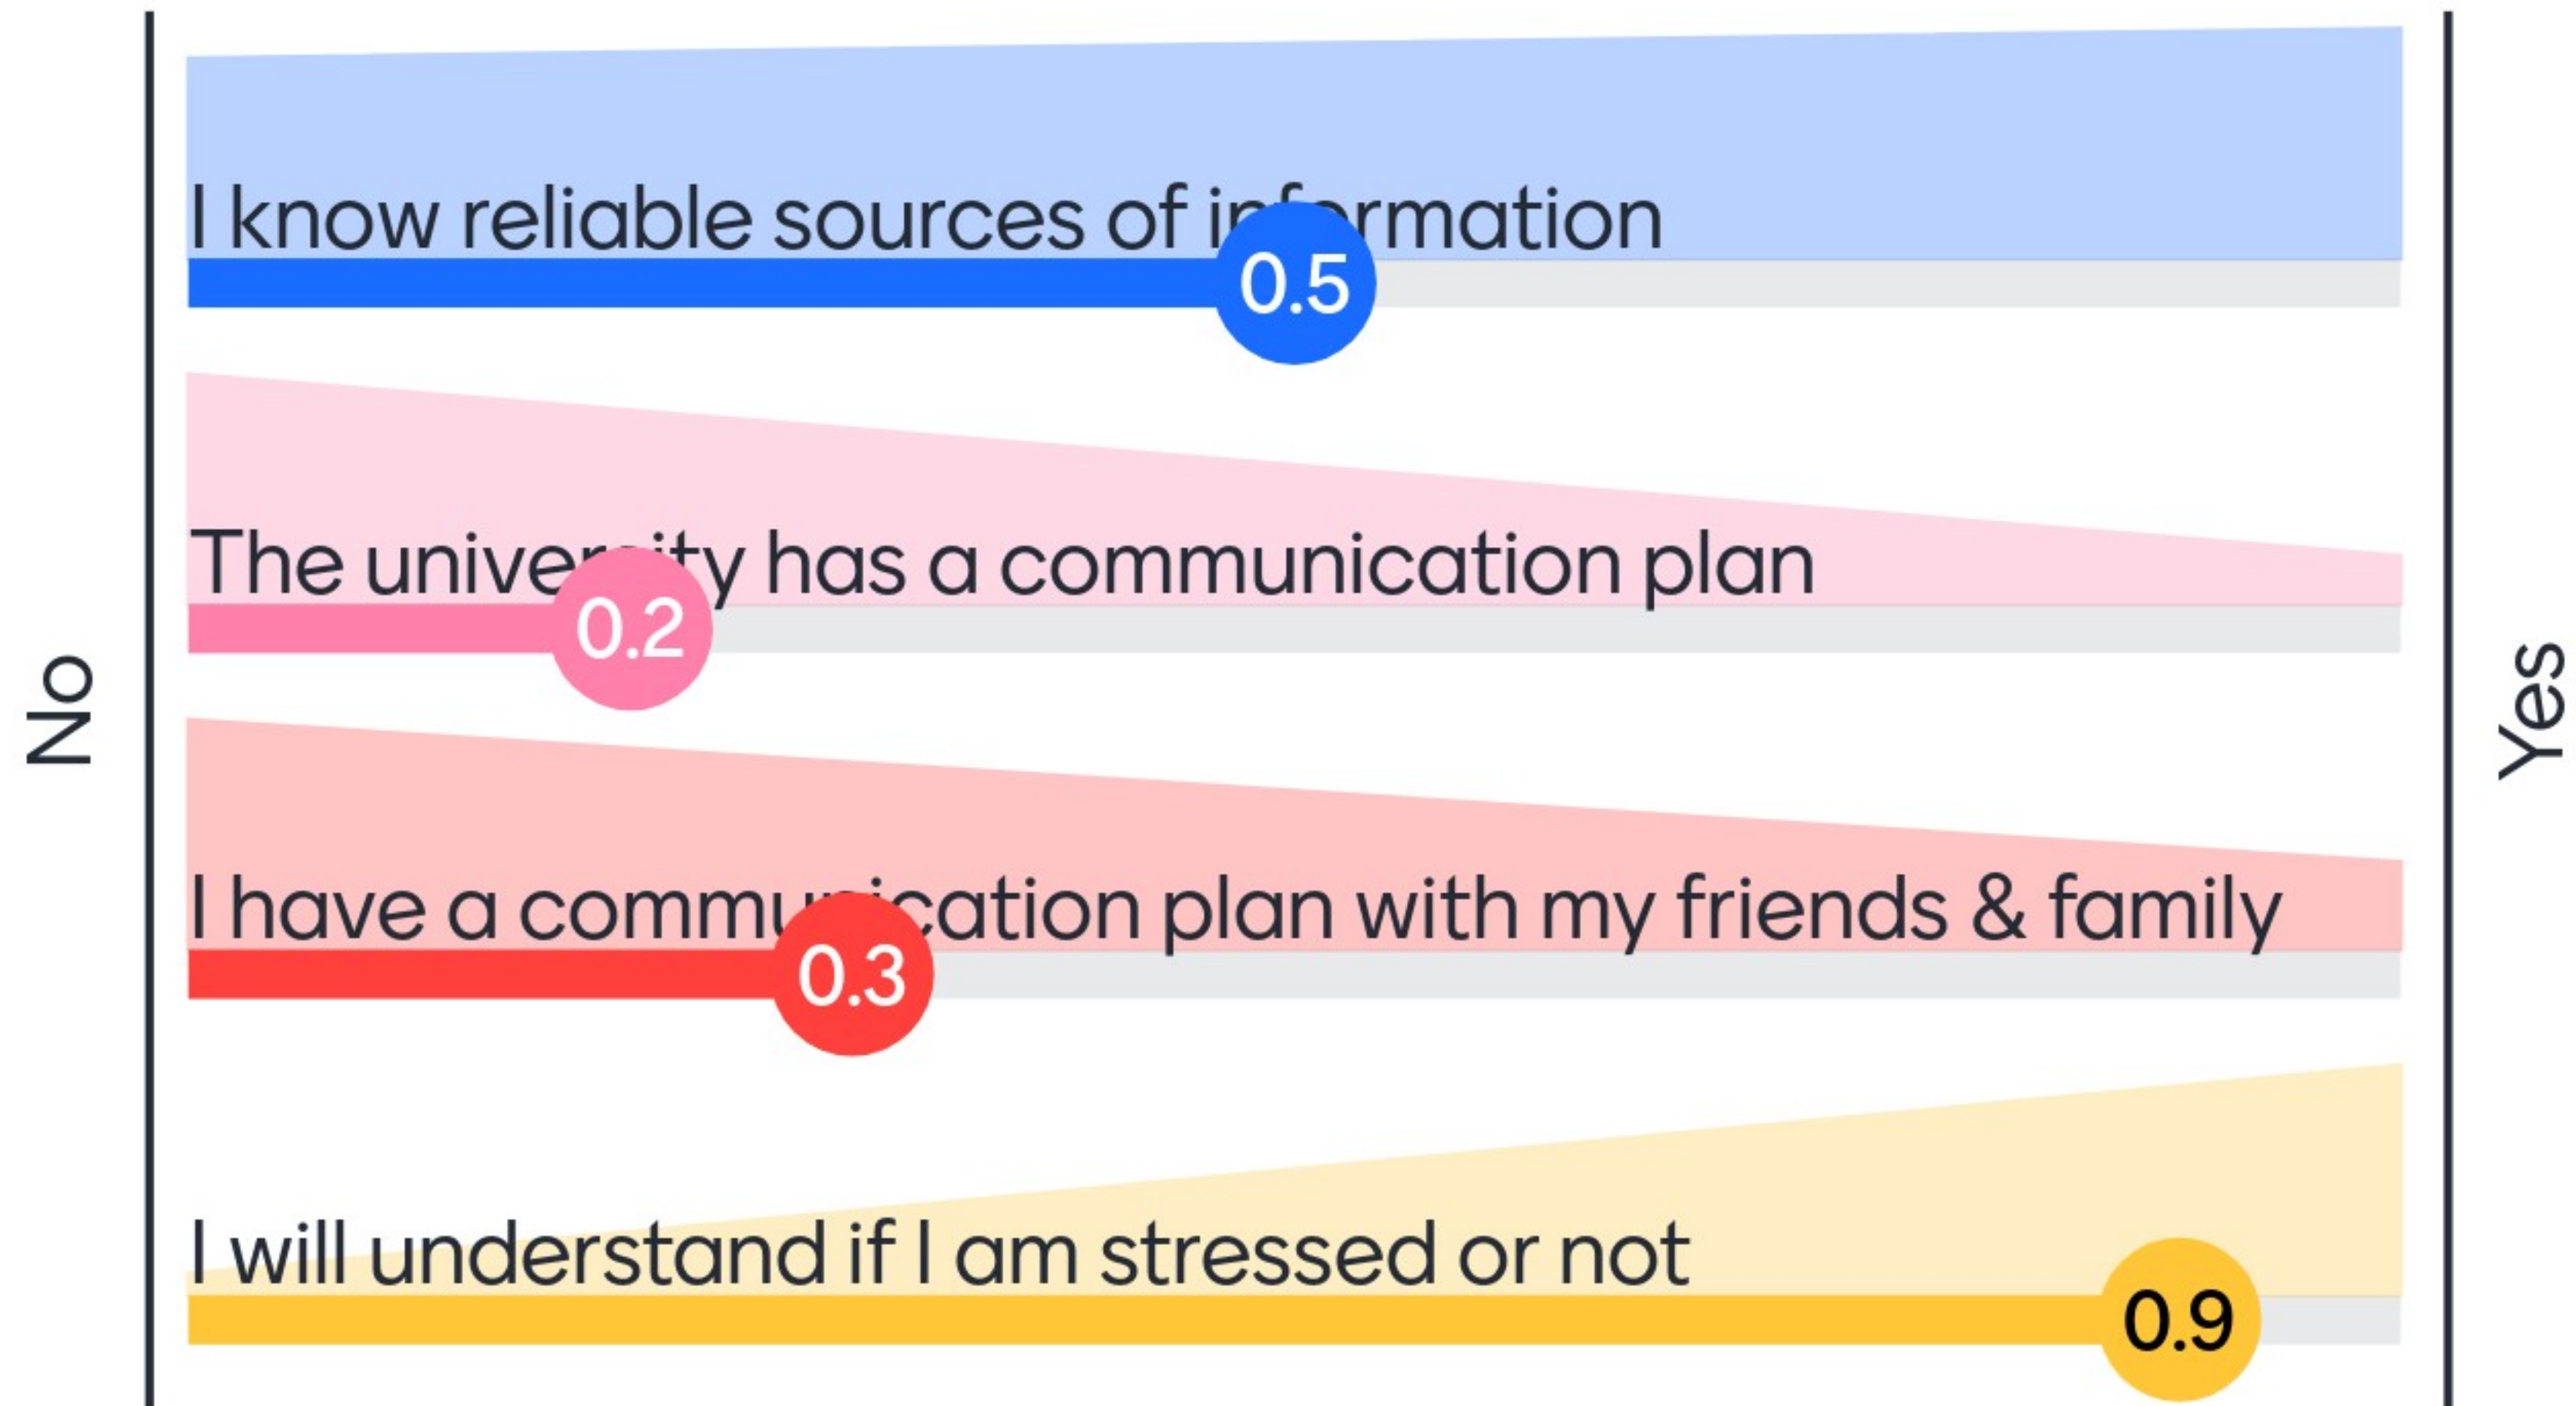 I know reliable sources of information
0.5
The university has a communication plan
0.2
No
Yes
I have a communication plan with my friends & family
0.3
I will understand if I am stressed or not
0.9